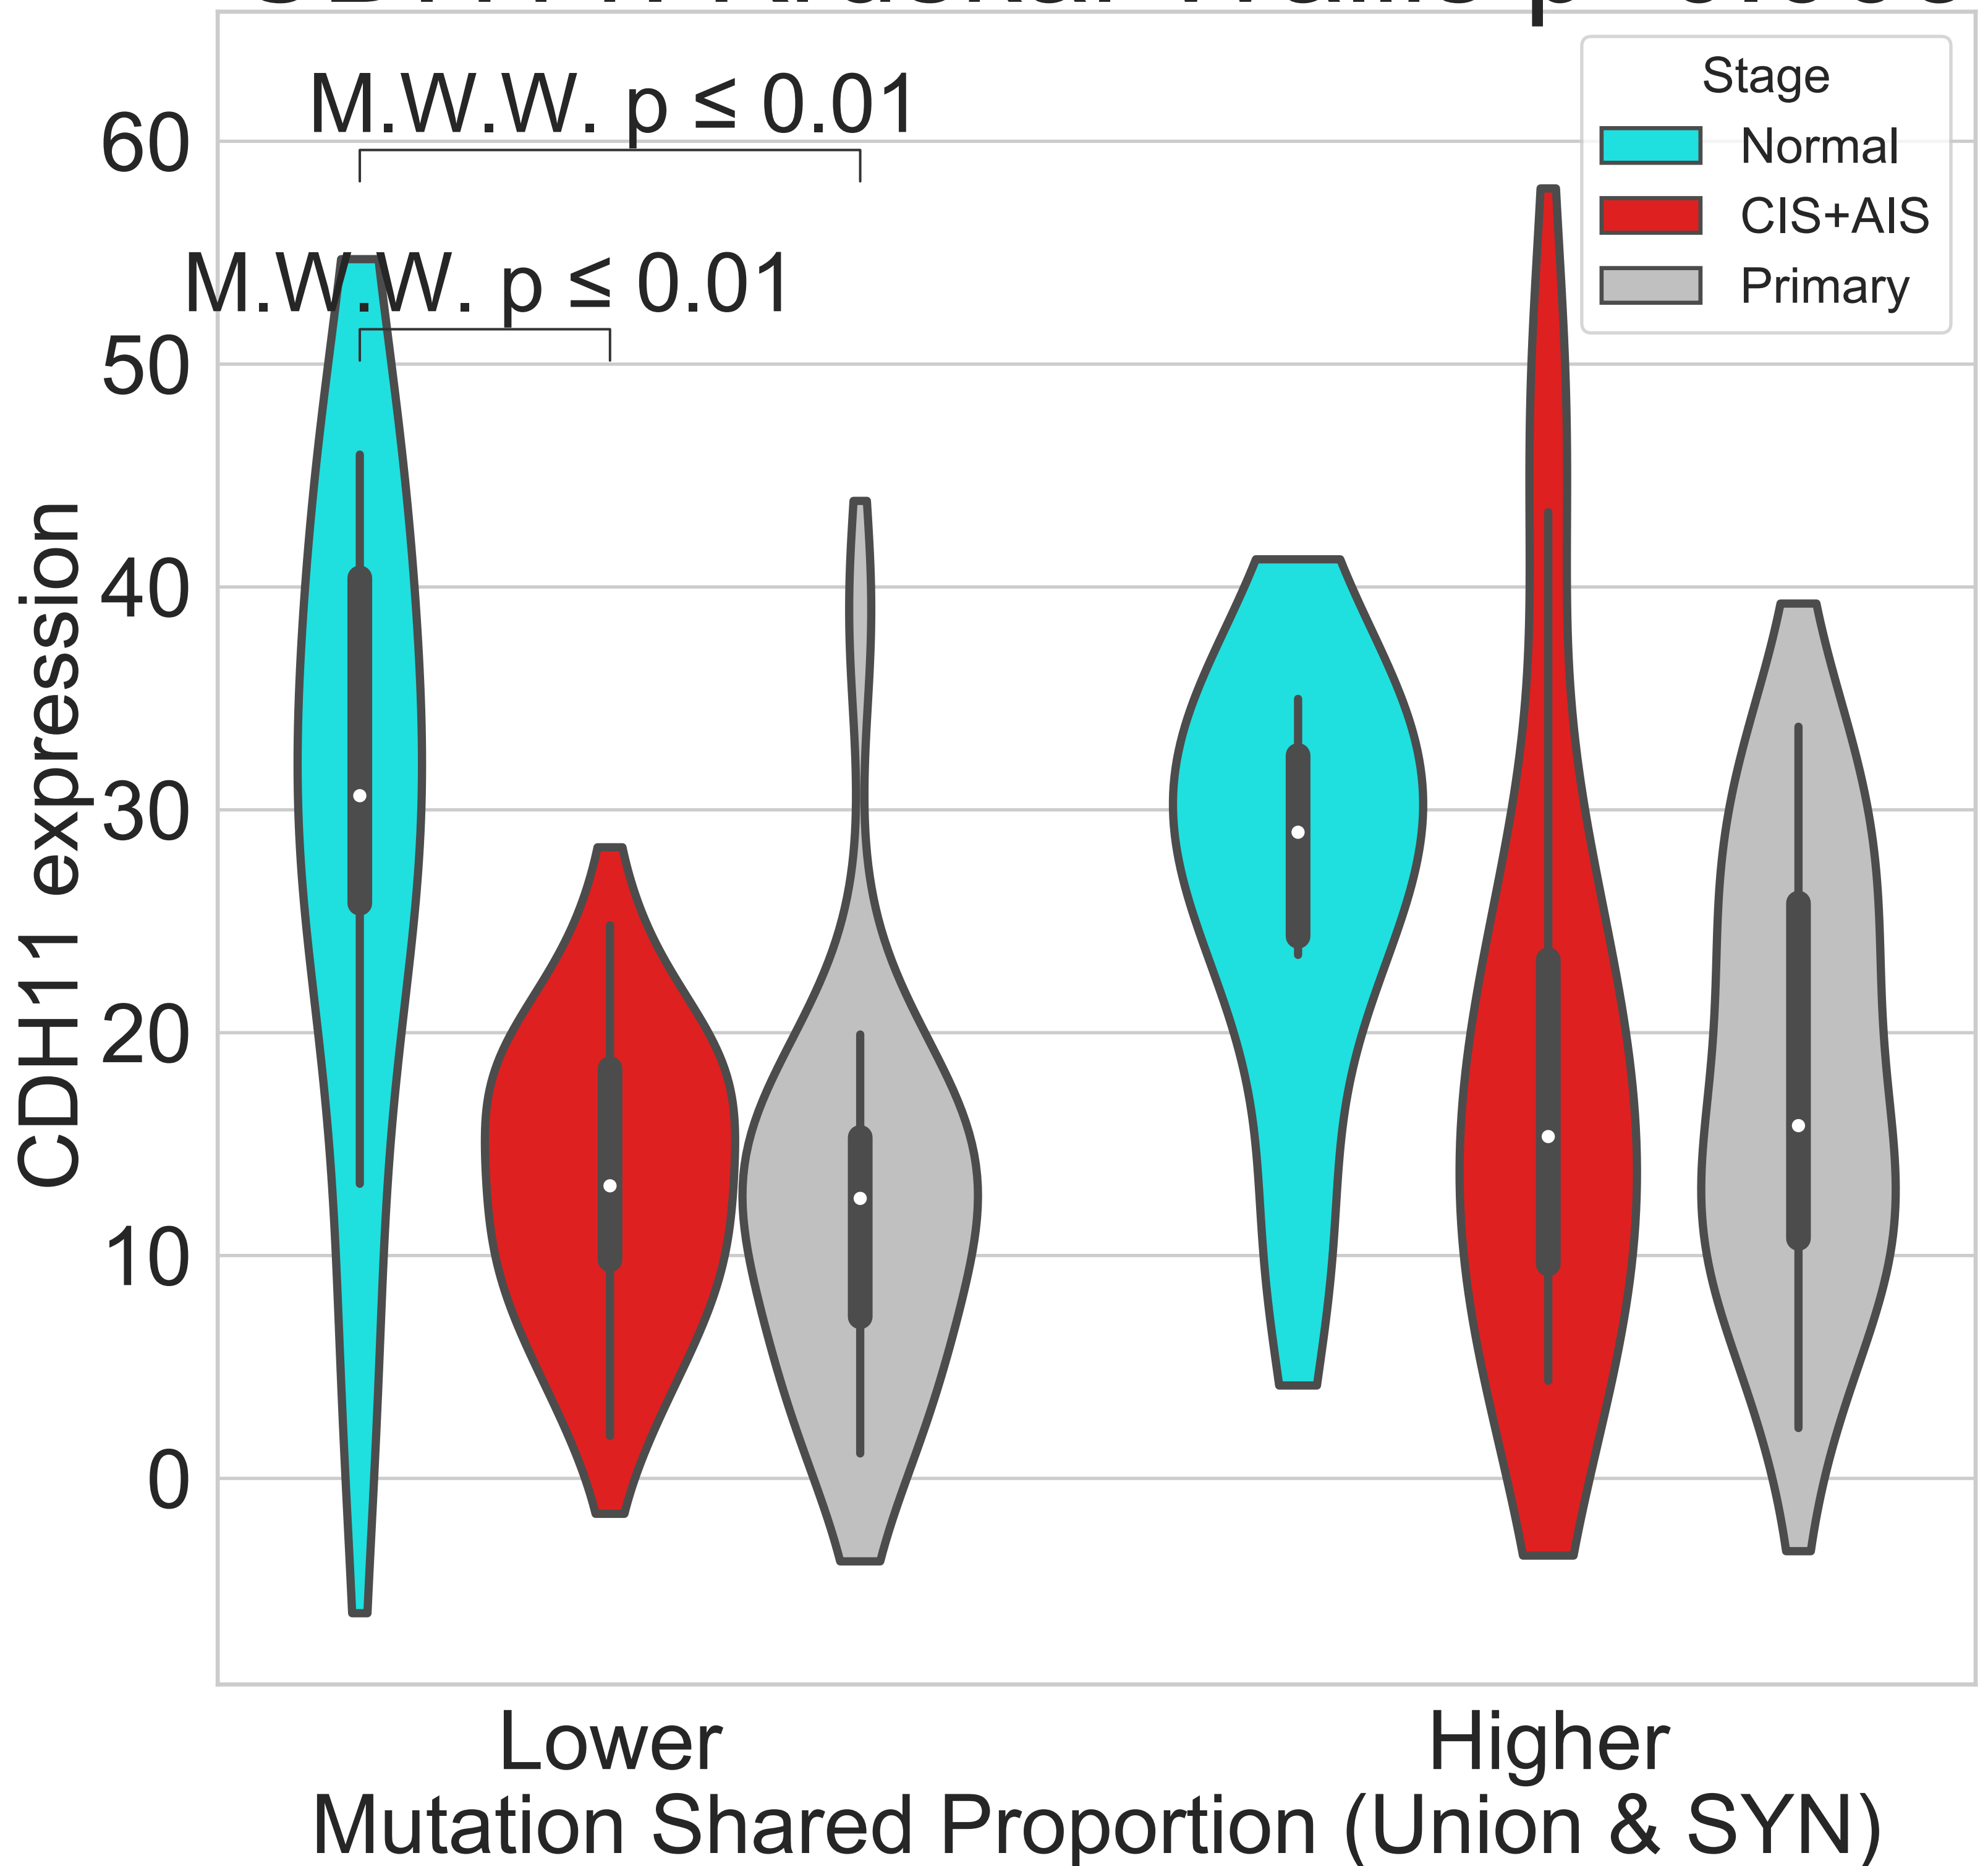 M.W.W. p ≤ 0.01
M.W.W. p ≤ 0.01
Stage
Normal
CIS+AIS
Primary
60
50
40
30
20
10
0
CDH11 expression
Lower
Higher
Mutation Shared Proportion (Union & SYN)